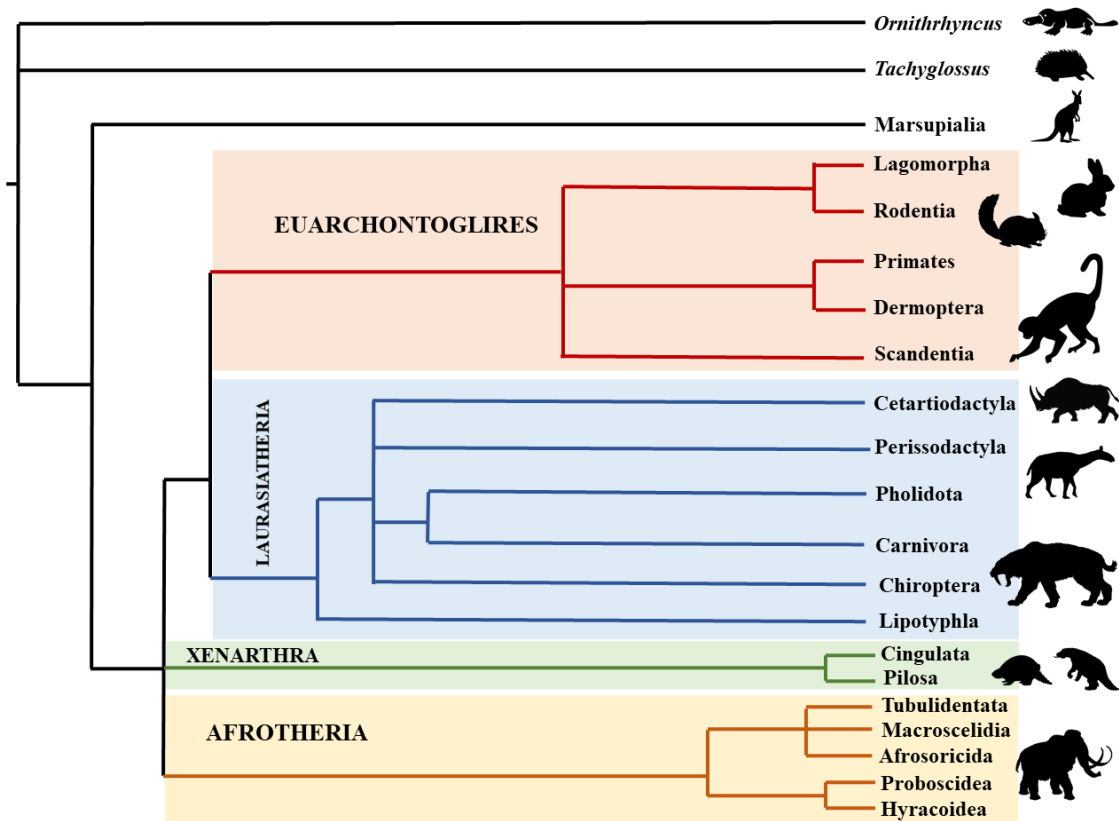 Ornithrhyncus
Tachyglossus
Marsupialia
Lagomorpha
EUARCHONTOGLIRES
Rodentia
Primates
Dermoptera
Scandentia
LAURASIATHERIA
Cetartiodactyla
Perissodactyla
Pholidota
Carnivora
Chiroptera
Lipotyphla
XENARTHRA
Cingulata
Pilosa
AFROTHERIA
Tubulidentata
Macroscelidia
Afrosoricida
Proboscidea
Hyracoidea